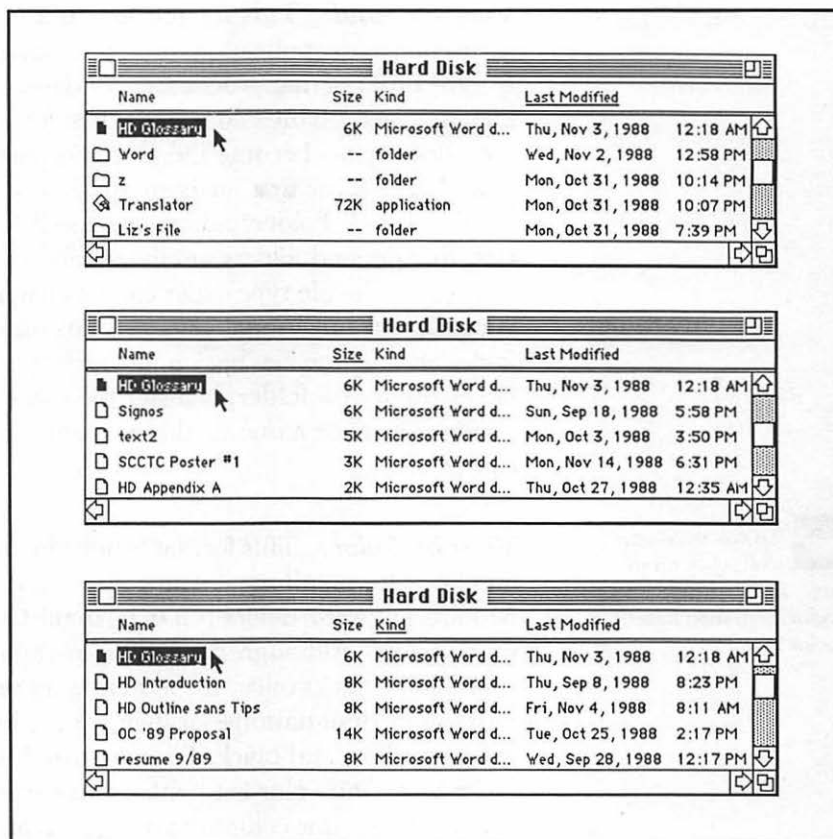 Hard Disk
Name Size Kind Last Modified
HD Glossary 6K Microsoft Word d... Thu, Nov 3, 1988 12:18 AM
Word -- folder Wed, Nov 2, 1988 12:58 PM
z -- folder Mon, Oct 31, 1988 10:14 PM
Translator 72K application Mon, Oct 31, 1988 10:07 PM
Liz's File -- folder Mon, Oct 31, 1988 7:39 PM
Hard Disk
Name Size Kind Last Modified
HD Glossary 6K Microsoft Word d... Thu, Nov 3, 1988 12:18 AM
Signos 6K Microsoft Word d... Sun, Sep 18, 1988 5:58 PM
text2 5K Microsoft Word d... Mon, Oct 3, 1988 3:50 PM
SCCTC Poster #1 3K Microsoft Word d... Mon, Nov 14, 1988 6:31 PM
HD Appendix A 2K Microsoft Word d... Thu, Oct 27, 1988 12:35 AM
Hard Disk
Name Size Kind Last Modified
HD Glossary 6K Microsoft Word d... Thu, Nov 3, 1988 12:18 AM
HD Introduction 8K Microsoft Word d... Thu, Sep 8, 1988 8:23 PM
HD Outline sans Tips 8K Microsoft Word d... Fri, Nov 4, 1988 8:11 AM
OC '89 Proposal 14K Microsoft Word d... Tue, Oct 25, 1988 2:17 PM
resume 9/89 8K Microsoft Word d... Wed, Sep 28, 1988 12:17 PM